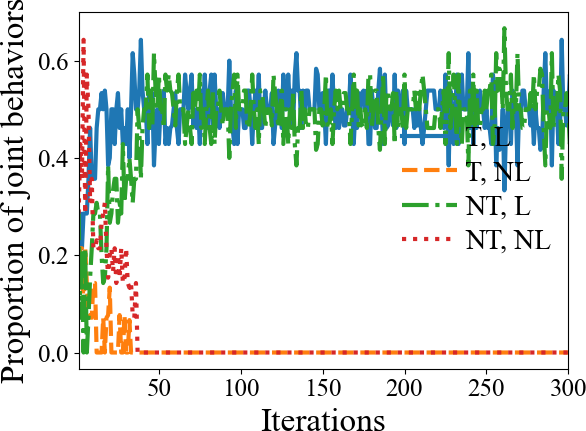 Proportion of joint behaviors
0.6
0.4
0.2
0.0
T, L
T, NL
NT, L
NT, NL
50 100 150 200 250 300
Iterations